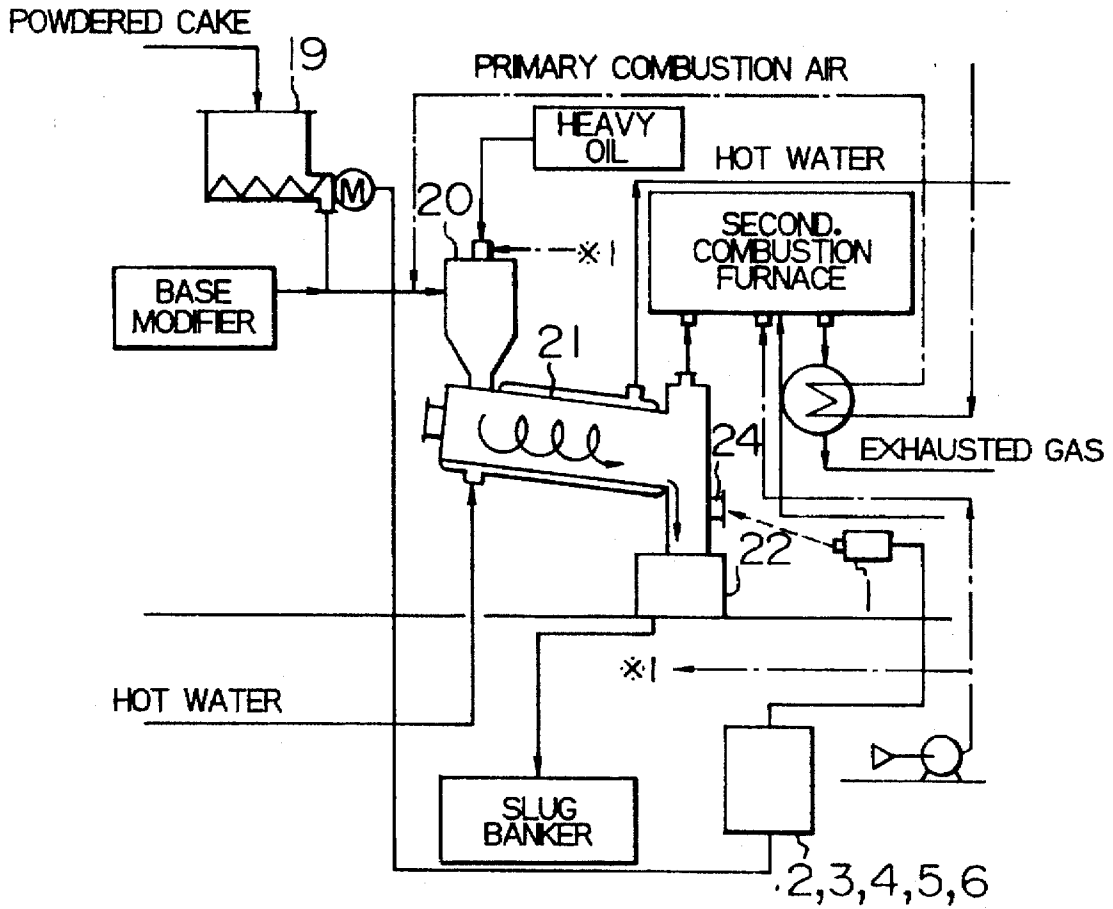 POWDERED CAKE
19
PRIMARY COMBUSTION AIR
HEAVY
OIL
HOT WATER
M
20
※1
SECOND.
COMBUSTION
FURNACE
BASE
MODIFIER
21
24
EXHAUSTED GAS
22
1
※1
HOT WATER
SLUG
BANKER
2,3,4,5,6